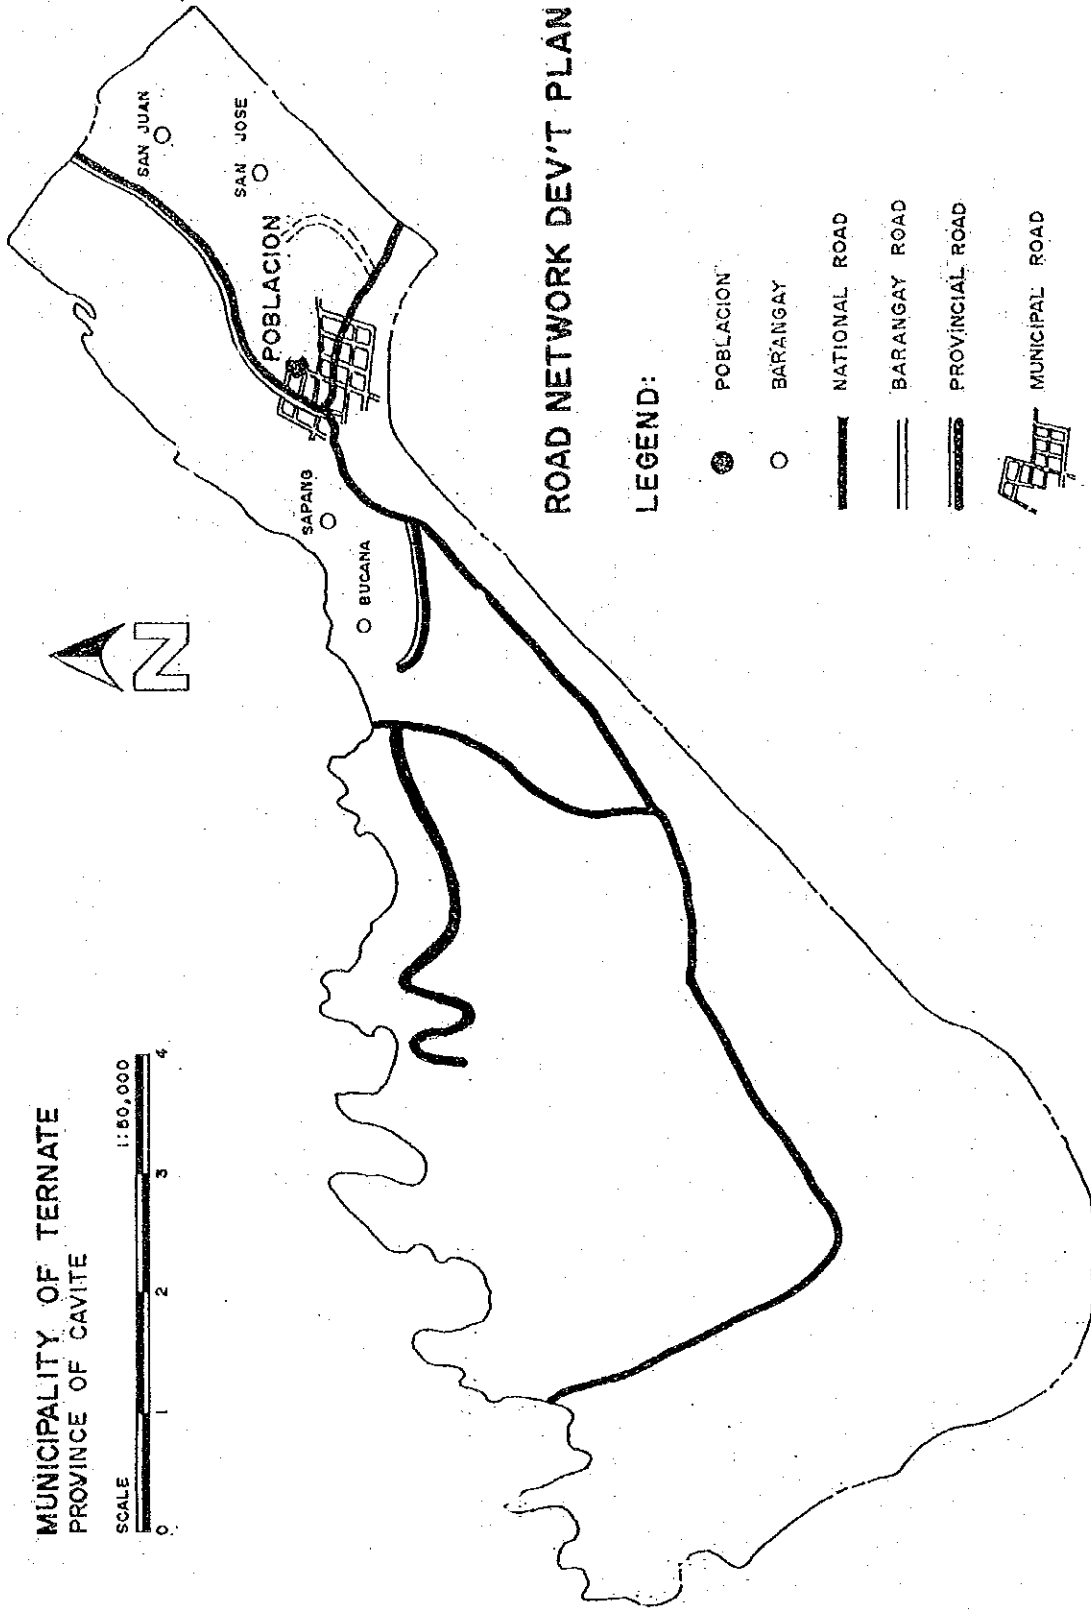 MUNICIPALITY OF TERNATE
PROVINCE OF CAVITE
SCALE 1:50,000
0 1 2 3 4
N
SAN JUAN
SAN JOSE
POBLACION
SAPANG
BUCANA
ROAD NETWORK DEV'T PLAN
LEGEND:
POBLACION
BARANGAY
NATIONAL ROAD
BARANGAY ROAD
PROVINCIAL ROAD
MUNICIPAL ROAD